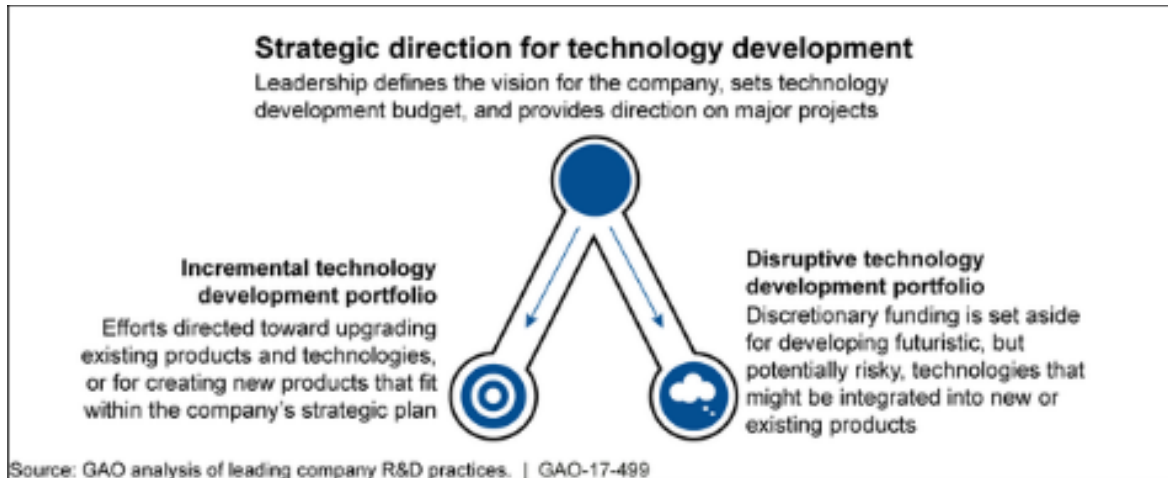 Strategic direction for technology development
Leadership defines the vision for the company, sets technology
development budget, and provides direction on major projects
Incremental technology
development portfolio
Efforts directed toward upgrading
existing products and technologies,
or for creating new products that fit
within the company's strategic plan
Disruptive technology
development portfolio
Discretionary funding is set aside
for developing futuristic, but
potentially risky, technologies that
might be integrated into new or
existing products
Source: GAO analysis of leading company R&D practices. | GAO-17-499